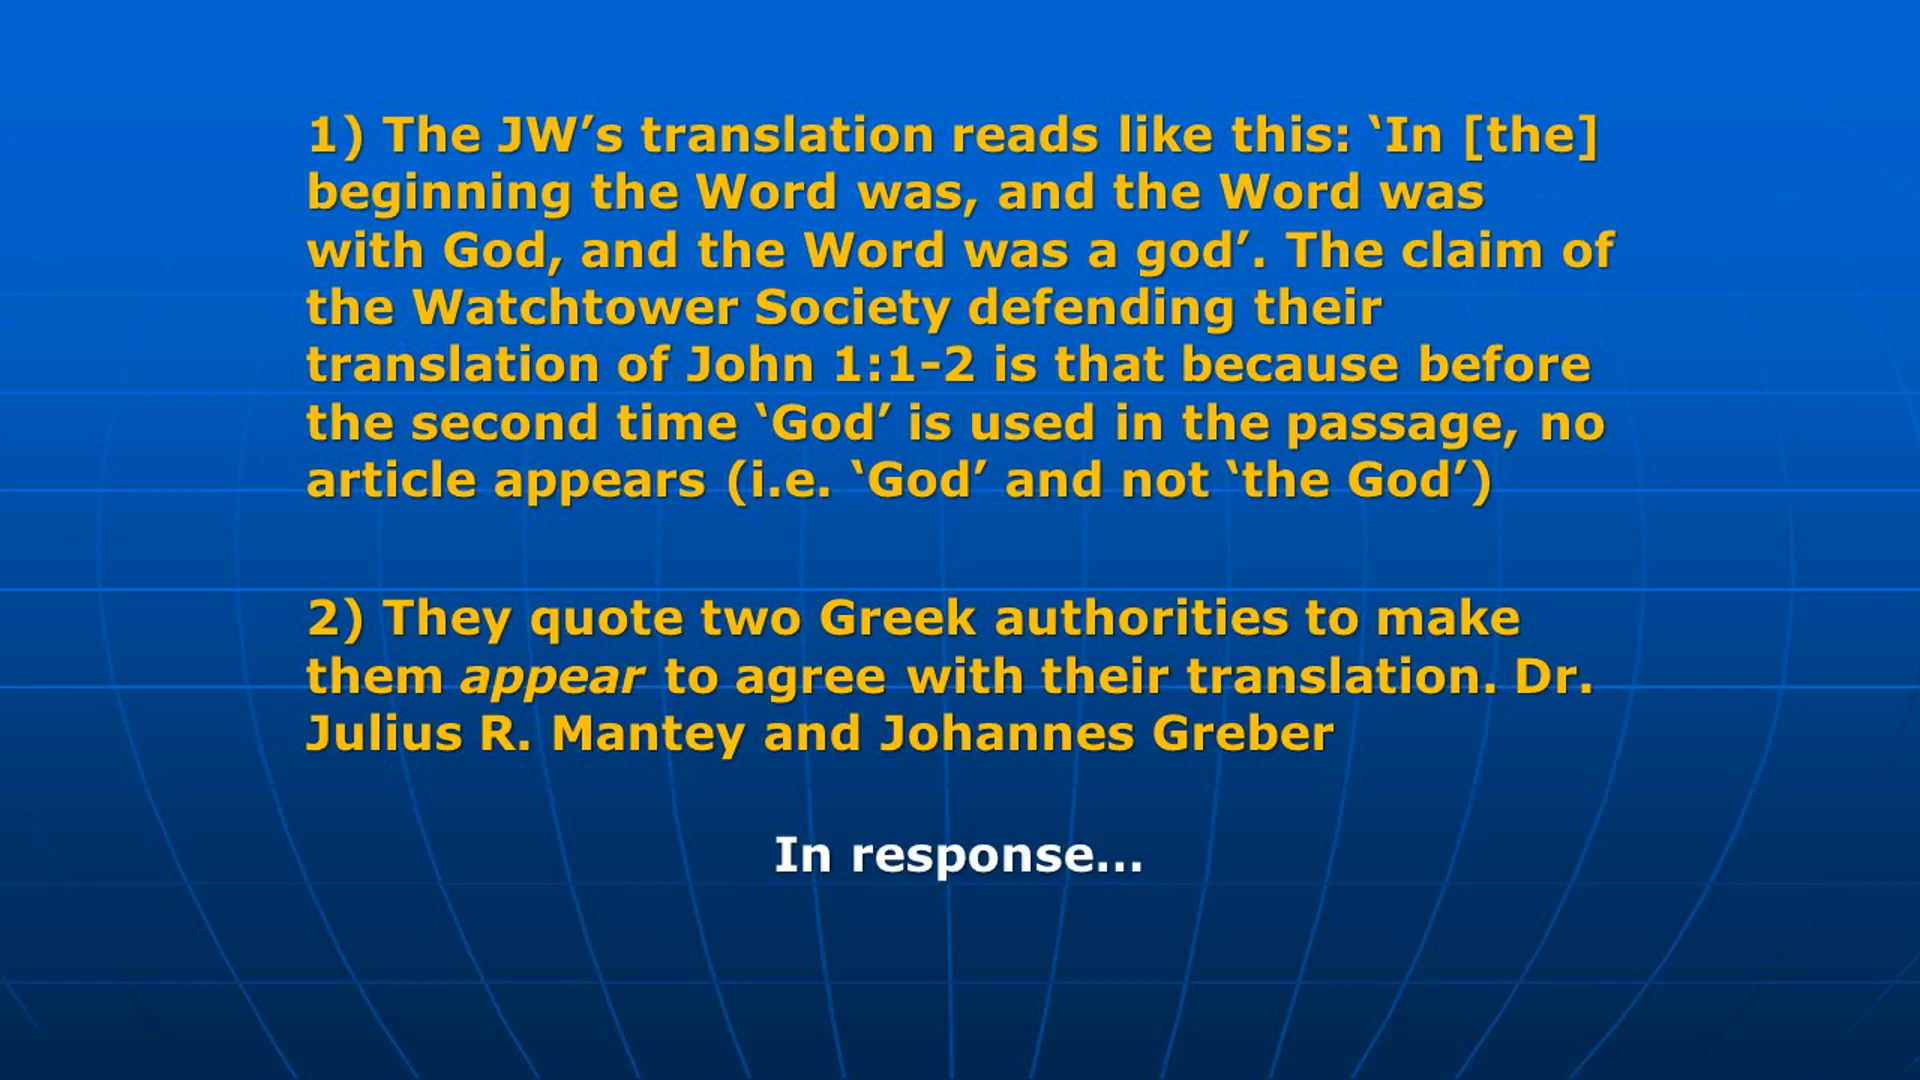 1) The JW’s translation reads like this: ‘In [the]
beginning the Word was, and the Word was
with God, and the Word was a god’. The claim of
the Watchtower Society defending their
translation of John 1:1-2 is that because before
the second time ‘God’ is used in the passage, no
article appears (i.e. ‘God’ and not ‘the God’)
2) They quote two Greek authorities to make
them appear to agree with their translation. Dr.
Julius R. Mantey and Johannes Greber
In response…